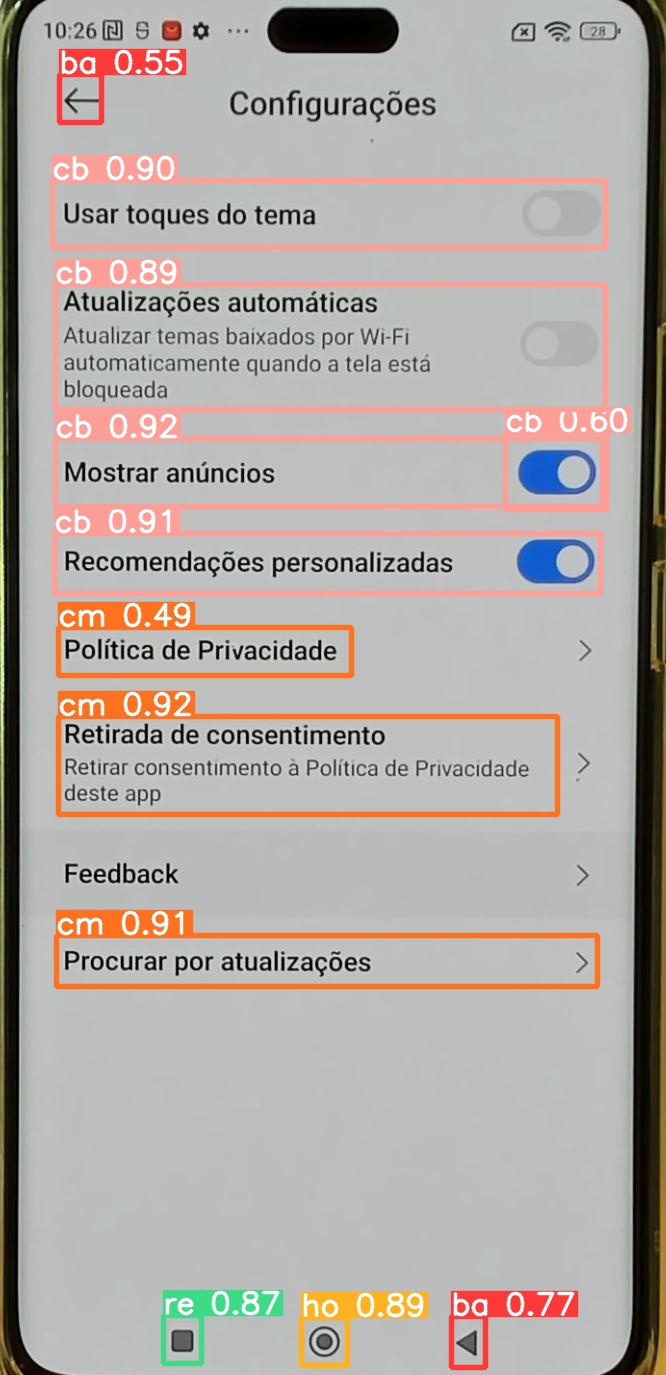 10:26 ... 28
ba 0.55
Configurações
cb 0.90
Usar toques do tema
cb 0.89
Atualizações automáticas
Atualizar temas baixados por Wi-Fi
automaticamente quando a tela está
bloqueada
cb 0.92
cb 0.60
Mostrar anúncios
cb 0.91
Recomendações personalizadas
cm 0.49
Política de Privacidade
cm 0.92
Retirada de consentimento
Retirar consentimento à Política de Privacidade
deste app
Feedback
cm 0.91
Procurar por atualizações
re 0.87 ho 0.89 ba 0.77